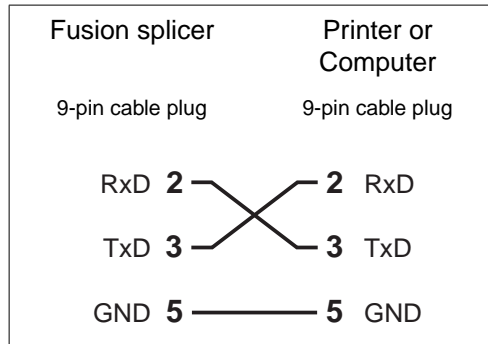 Fusion splicer
Printer or
Computer
9-pin cable plug
9-pin cable plug
RxD 2 2 RxD
TxD 3 3 TxD
GND 5 5 GND